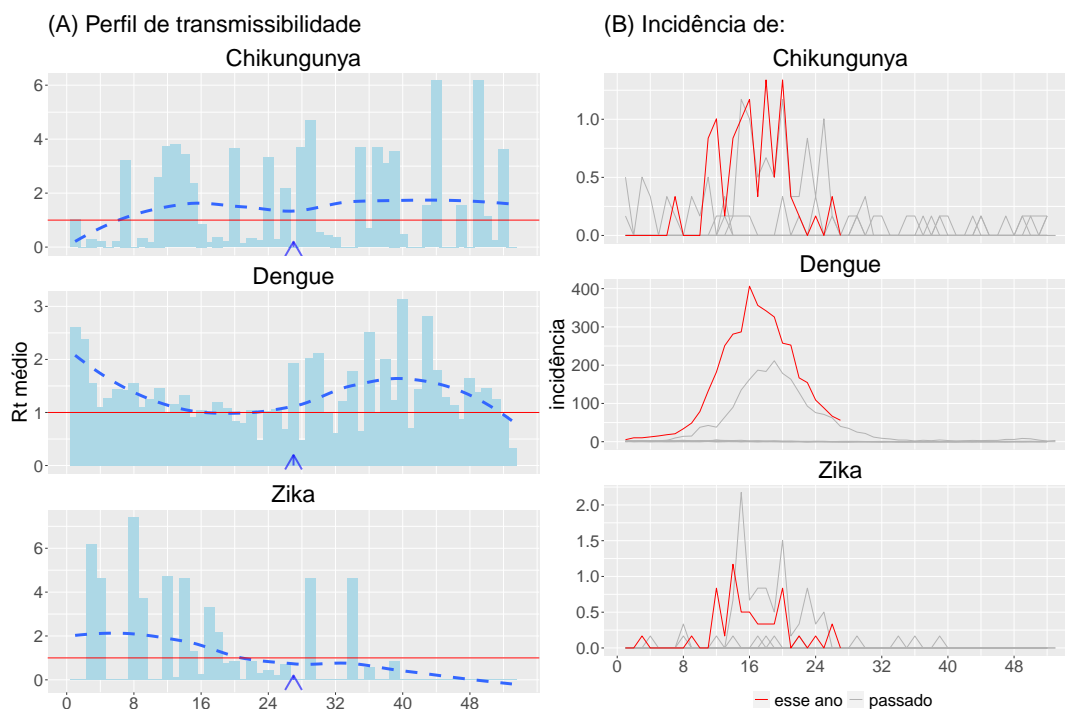 (A) Perfil de transmissibilidade
Chikungunya
6
4
2
0
Dengue
Rt médio
3
2
1
0
Zika
6
4
2
0
0 8 16 24 32 40 48
(B) Incidência de:
Chikungunya
1.0
0.5
0.0
Dengue
incidência
400
300
200
100
0
Zika
2.0
1.5
1.0
0.5
0.0
0 8 16 24 32 40 48
esse ano passado